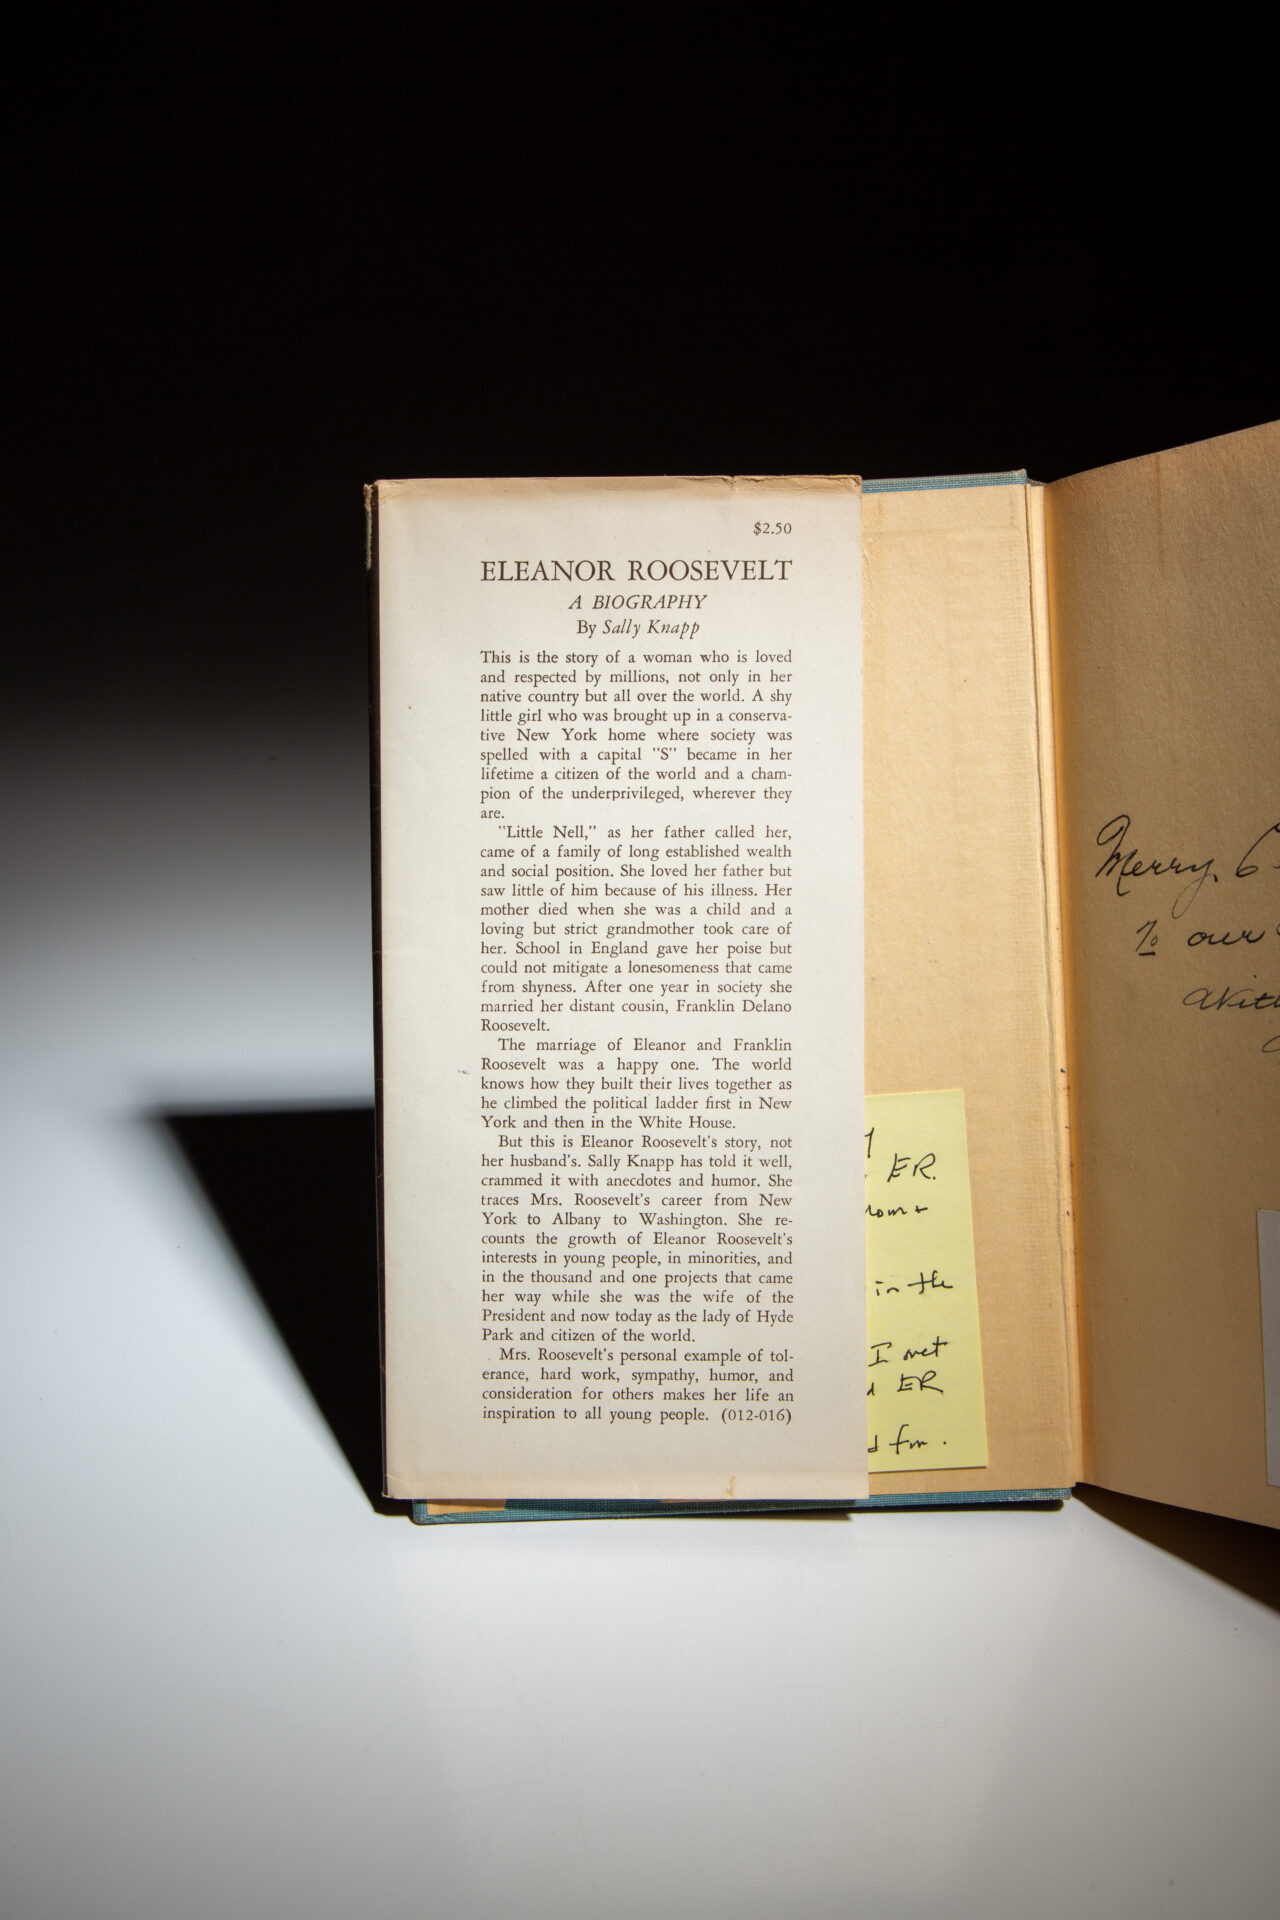 $2.50
ELEANOR ROOSEVELT
A BIOGRAPHY
By Sally Knapp
This is the story of a woman who is loved
and respected by millions, not only in her
native country but all over the world. A shy
little girl who was brought up in a conserva-
tive New York home where society was
spelled with a capital "S" became in her
lifetime a citizen of the world and a cham-
pion of the underprivileged, wherever they
are.
"Little Nell," as her father called her,
came of a family of long established wealth
and social position. She loved her father but
saw little of him because of his illness. Her
mother died when she was a child and a
loving but strict grandmother took care of
her. School in England gave her poise but
could not mitigate a lonesomeness that came
from shyness. After one year in society she
married her distant cousin, Franklin Delano
Roosevelt.
The marriage of Eleanor and Franklin
Roosevelt was a happy one. The world
knows how they built their lives together as
he climbed the political ladder first in New
York and then in the White House.
But this is Eleanor Roosevelt's story, not
her husband's. Sally Knapp has told it well,
crammed it with anecdotes and humor. She
traces Mrs. Roosevelt's career from New
York to Albany to Washington. She re-
counts the growth of Eleanor Roosevelt's
interests in young people, in minorities, and
in the thousand and one projects that came
her way while she was the wife of the
President and now today as the lady of Hyde
Park and citizen of the world.
Mrs. Roosevelt's personal example of tol-
erance, hard work, sympathy, humor, and
consideration for others makes her life an
inspiration to all young people. (012-016)
ER.
in the
I met
ER
for.
Merry
To our